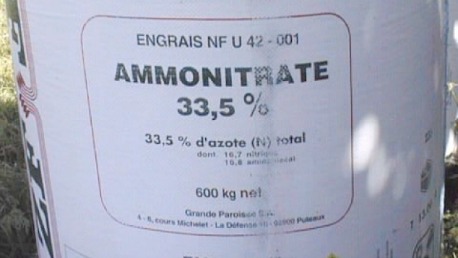 ENGRAIS NF U 42 - 001
AMMONITRATE
33,5 %
33,5 % d'azote (N) total
dont 16,7 nitrique
16,8 ammoniacal
600 kg net
Grande Paroisse S.A.
4 - 8, cours Michelet - La Défense 10 - 92800 Puteaux